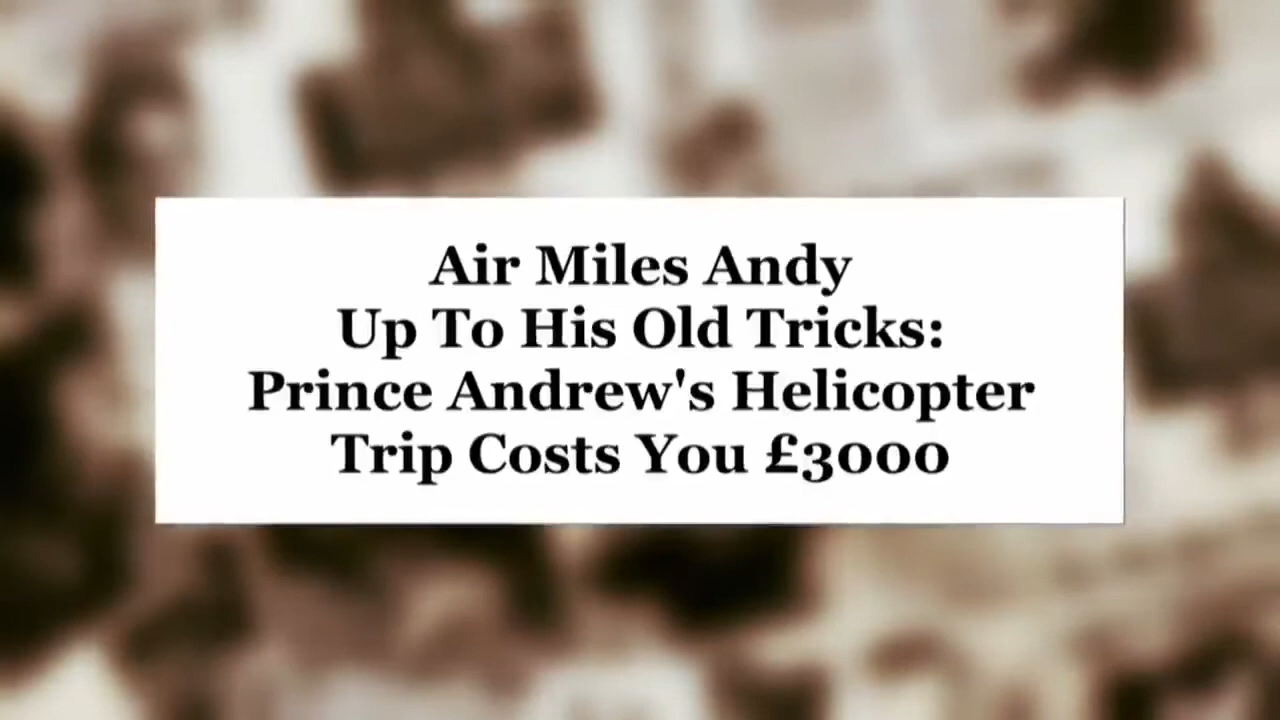 Air Miles Andy
Up To His Old Tricks:
Prince Andrew's Helicopter
Trip Costs You £3000